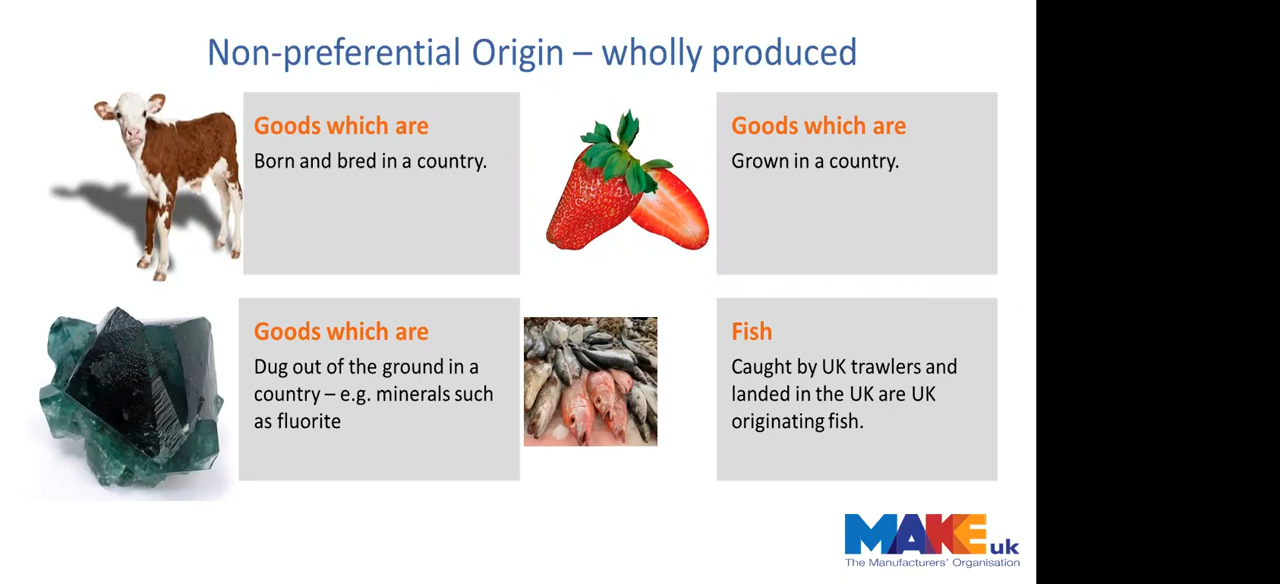 Non-preferential Origin – wholly produced
Goods which are
Born and bred in a country.
Goods which are
Grown in a country.
Goods which are
Dug out of the ground in a
country – e.g. minerals such
as fluorite
Fish
Caught by UK trawlers and
landed in the UK are UK
originating fish.
MAKE uk
The Manufacturers' Organisation